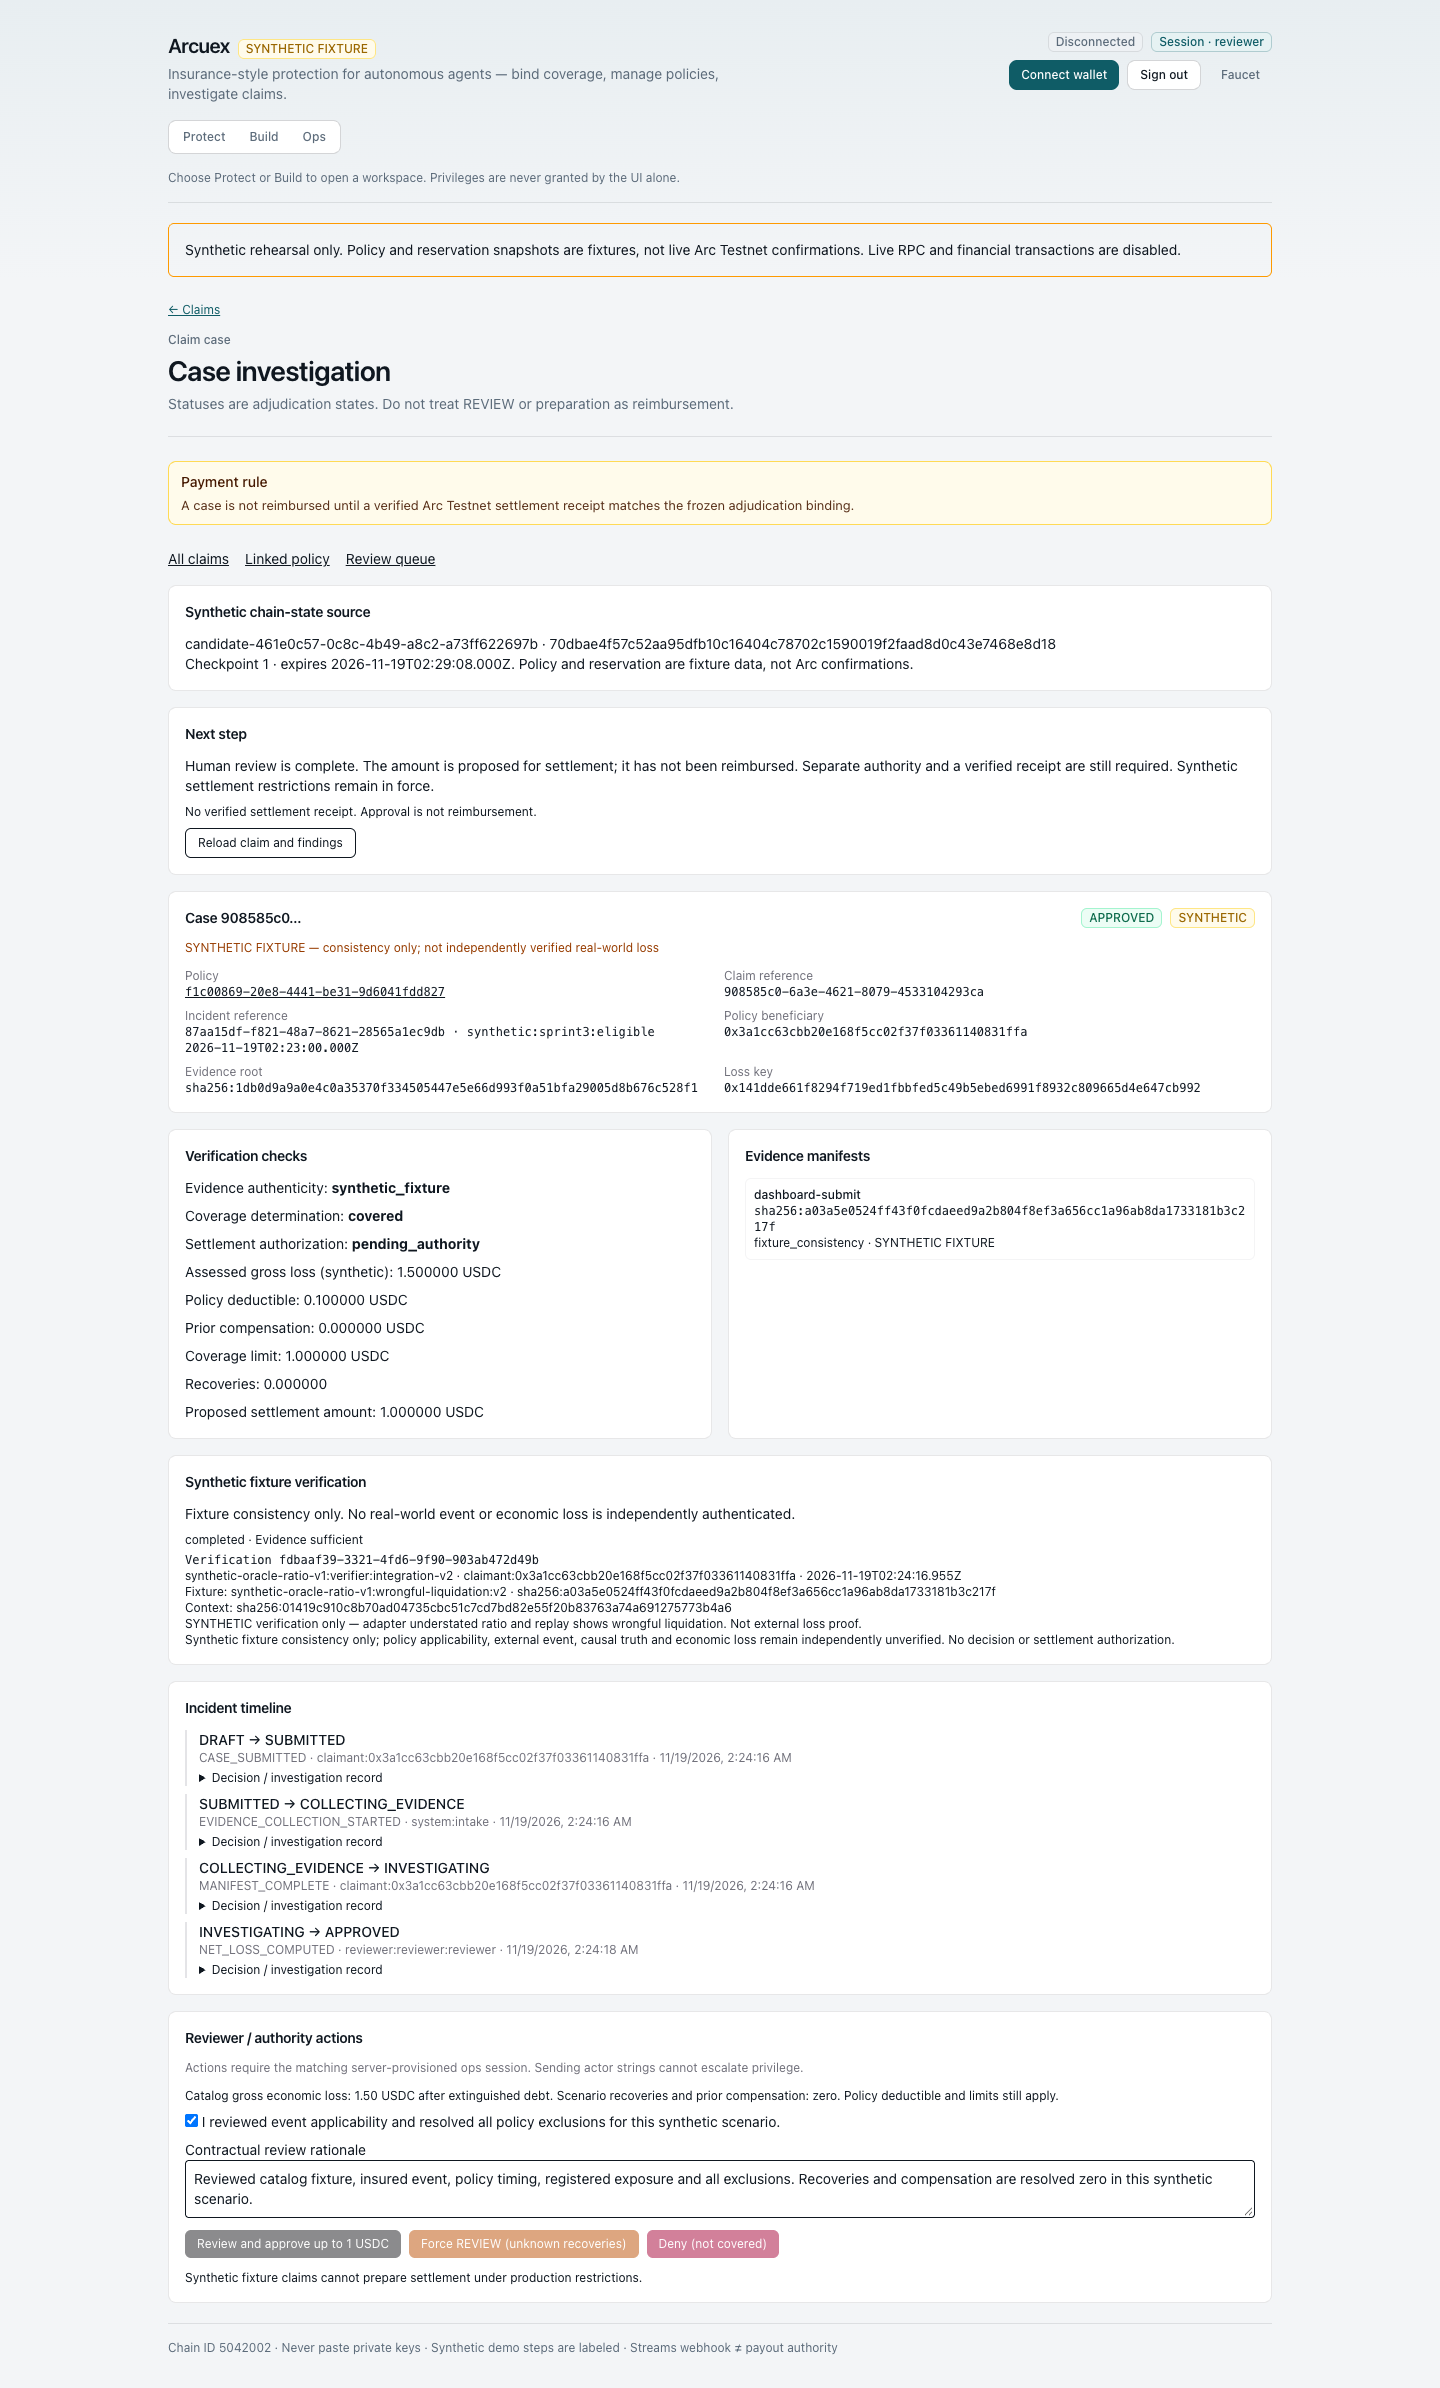 Arcuex SYNTHETIC FIXTURE
Disconnected Session · reviewer
Insurance-style protection for autonomous agents — bind coverage, manage policies,
investigate claims.
Connect wallet Sign out Faucet
Protect Build Ops
Choose Protect or Build to open a workspace. Privileges are never granted by the UI alone.
Synthetic rehearsal only. Policy and reservation snapshots are fixtures, not live Arc Testnet confirmations. Live RPC and financial transactions are disabled.
← Claims
Claim case
Case investigation
Statuses are adjudication states. Do not treat REVIEW or preparation as reimbursement.
Payment rule
A case is not reimbursed until a verified Arc Testnet settlement receipt matches the frozen adjudication binding.
All claims Linked policy Review queue
Synthetic chain-state source
candidate-461e0c57-0c8c-4b49-a8c2-a73ff622697b · 70dbae4f57c52aa95dfb10c16404c78702c1590019f2faad8d0c43e7468e8d18
Checkpoint 1 · expires 2026-11-19T02:29:08.000Z. Policy and reservation are fixture data, not Arc confirmations.
Next step
Human review is complete. The amount is proposed for settlement; it has not been reimbursed. Separate authority and a verified receipt are still required. Synthetic
settlement restrictions remain in force.
No verified settlement receipt. Approval is not reimbursement.
Reload claim and findings
Case 908585c0… APPROVED SYNTHETIC
SYNTHETIC FIXTURE — consistency only; not independently verified real-world loss
Policy
f1c00869-20e8-4441-be31-9d6041fdd827
Claim reference
908585c0-6a3e-4621-8079-4533104293ca
Incident reference
87aa15df-f821-48a7-8621-28565a1ec9db · synthetic:sprint3:eligible
2026-11-19T02:23:00.000Z
Policy beneficiary
0x3a1cc63cbb20e168f5cc02f37f03361140831ffa
Evidence root
sha256:1db0d9a9a0e4c0a35370f334505447e5e66d993f0a51bfa29005d8b676c528f1
Loss key
0x141dde661f8294f719ed1fbbfed5c49b5ebed6991f8932c809665d4e647cb992
Verification checks
Evidence authenticity: synthetic_fixture
Coverage determination: covered
Settlement authorization: pending_authority
Assessed gross loss (synthetic): 1.500000 USDC
Policy deductible: 0.100000 USDC
Prior compensation: 0.000000 USDC
Coverage limit: 1.000000 USDC
Recoveries: 0.000000
Proposed settlement amount: 1.000000 USDC
Evidence manifests
dashboard-submit
sha256:a03a5e0524ff43f0fcdaeed9a2b804f8ef3a656cc1a96ab8da1733181b3c2
17f
fixture_consistency · SYNTHETIC FIXTURE
Synthetic fixture verification
Fixture consistency only. No real-world event or economic loss is independently authenticated.
completed · Evidence sufficient
Verification fdbaaf39-3321-4fd6-9f90-903ab472d49b
synthetic-oracle-ratio-v1:verifier:integration-v2 · claimant:0x3a1cc63cbb20e168f5cc02f37f03361140831ffa · 2026-11-19T02:24:16.955Z
Fixture: synthetic-oracle-ratio-v1:wrongful-liquidation:v2 · sha256:a03a5e0524ff43f0fcdaeed9a2b804f8ef3a656cc1a96ab8da1733181b3c217f
Context: sha256:01419c910c8b70ad04735cbc51c7cd7bd82e55f20b83763a74a691275773b4a6
SYNTHETIC verification only — adapter understated ratio and replay shows wrongful liquidation. Not external loss proof.
Synthetic fixture consistency only; policy applicability, external event, causal truth and economic loss remain independently unverified. No decision or settlement authorization.
Incident timeline
DRAFT → SUBMITTED
CASE_SUBMITTED · claimant:0x3a1cc63cbb20e168f5cc02f37f03361140831ffa · 11/19/2026, 2:24:16 AM
▶ Decision / investigation record
SUBMITTED → COLLECTING_EVIDENCE
EVIDENCE_COLLECTION_STARTED · system:intake · 11/19/2026, 2:24:16 AM
▶ Decision / investigation record
COLLECTING_EVIDENCE → INVESTIGATING
MANIFEST_COMPLETE · claimant:0x3a1cc63cbb20e168f5cc02f37f03361140831ffa · 11/19/2026, 2:24:16 AM
▶ Decision / investigation record
INVESTIGATING → APPROVED
NET_LOSS_COMPUTED · reviewer:reviewer:reviewer · 11/19/2026, 2:24:18 AM
▶ Decision / investigation record
Reviewer / authority actions
Actions require the matching server-provisioned ops session. Sending actor strings cannot escalate privilege.
Catalog gross economic loss: 1.50 USDC after extinguished debt. Scenario recoveries and prior compensation: zero. Policy deductible and limits still apply.
I reviewed event applicability and resolved all policy exclusions for this synthetic scenario.
Contractual review rationale
Reviewed catalog fixture, insured event, policy timing, registered exposure and all exclusions. Recoveries and compensation are resolved zero in this synthetic
scenario.
Review and approve up to 1 USDC Force REVIEW (unknown recoveries) Deny (not covered)
Synthetic fixture claims cannot prepare settlement under production restrictions.
Chain ID 5042002 · Never paste private keys · Synthetic demo steps are labeled · Streams webhook ≠ payout authority